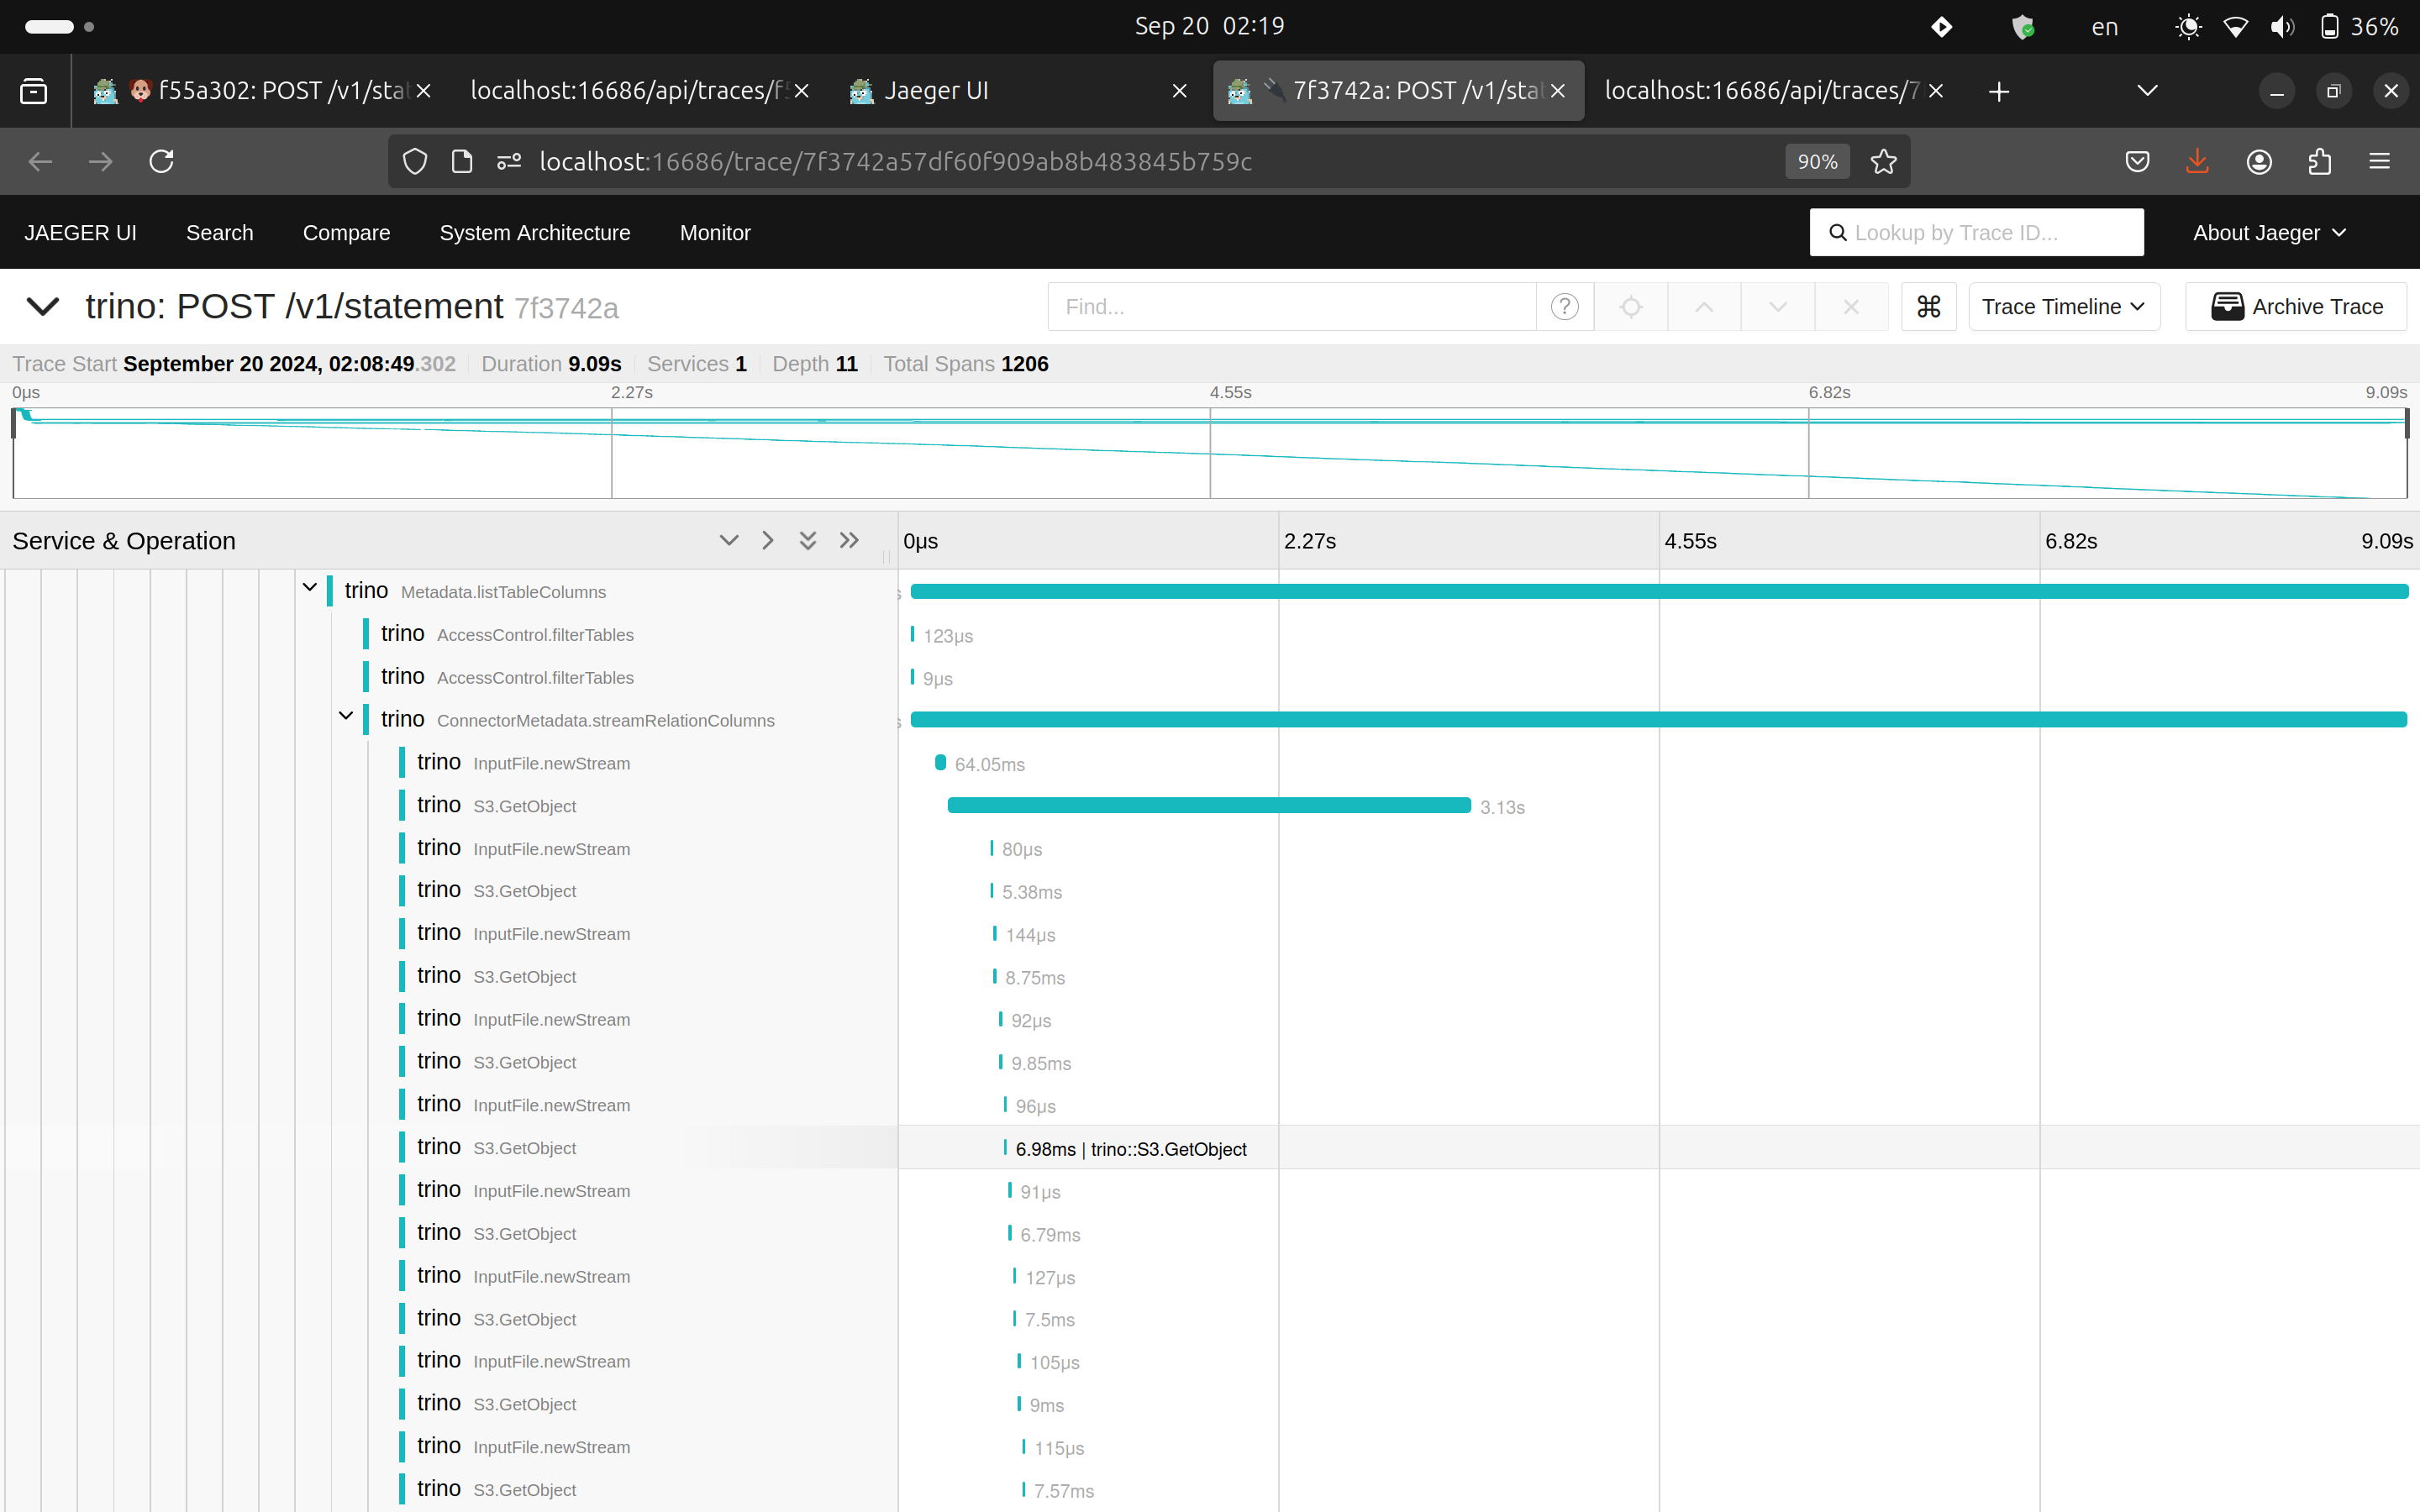 Sep 20 02:19
en
36%
f55a302: POST /v1/stat
localhost:16686/api/traces/f5
Jaeger UI
7f3742a: POST /v1/stat
localhost:16686/api/traces/7
localhost:16686/trace/7f3742a57df60f909ab8b483845b759c
90%
JAEGER UI
Search
Compare
System Architecture
Monitor
Lookup by Trace ID...
About Jaeger
trino: POST /v1/statement 7f3742a
Find...
?
⌘
Trace Timeline
Archive Trace
Trace Start September 20 2024, 02:08:49.302
Duration 9.09s
Services 1
Depth 11
Total Spans 1206
0μs 2.27s 4.55s 6.82s 9.09s
Service & Operation
0μs 2.27s 4.55s 6.82s 9.09s
trino Metadata.listTableColumns
trino AccessControl.filterTables 123μs
trino AccessControl.filterTables 9μs
trino ConnectorMetadata.streamRelationColumns
trino InputFile.newStream 64.05ms
trino S3.GetObject 3.13s
trino InputFile.newStream 80μs
trino S3.GetObject 5.38ms
trino InputFile.newStream 144μs
trino S3.GetObject 8.75ms
trino InputFile.newStream 92μs
trino S3.GetObject 9.85ms
trino InputFile.newStream 96μs
trino S3.GetObject 6.98ms | trino::S3.GetObject
trino InputFile.newStream 91μs
trino S3.GetObject 6.79ms
trino InputFile.newStream 127μs
trino S3.GetObject 7.5ms
trino InputFile.newStream 105μs
trino S3.GetObject 9ms
trino InputFile.newStream 115μs
trino S3.GetObject 7.57ms